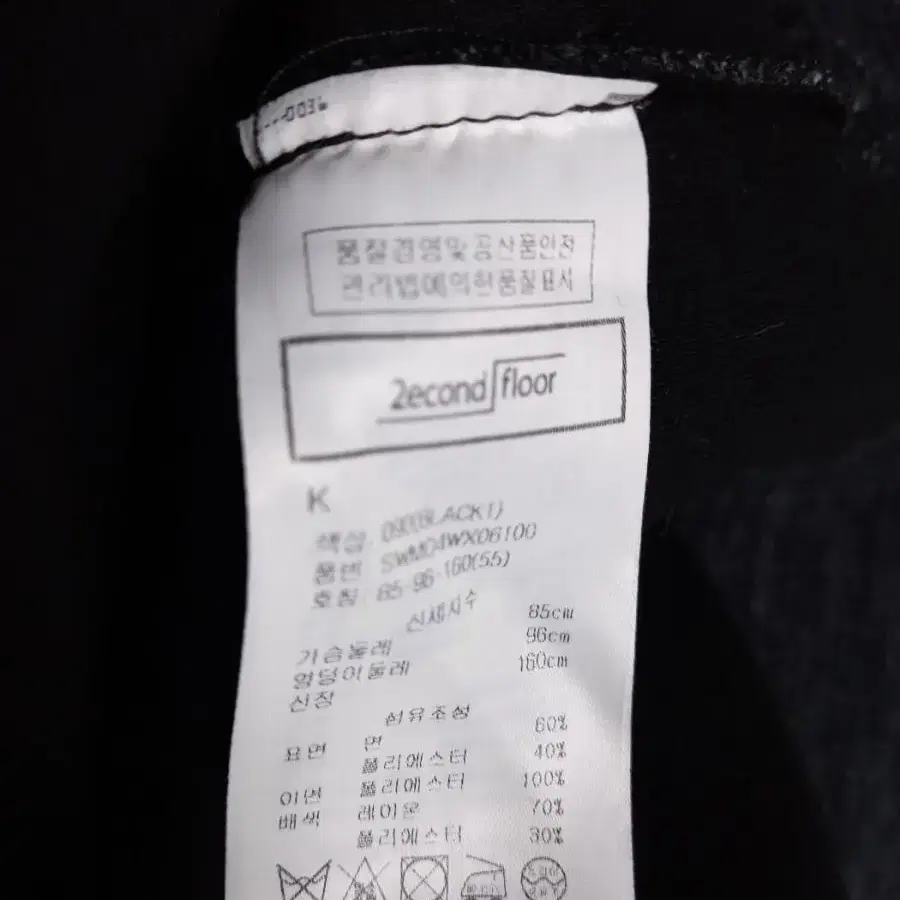 ---0036
품질경영및공산품안전
관리법에의한품질표시
2econd floor
K
색상: 090(BLACK1)
품번: SWM04WX06100
호칭: 85-96-160(55)
신체치수
가슴둘레 85cm
엉덩이둘레 96cm
신장 160cm
섬유조성
표면 면 60%
폴리에스터 40%
이면 폴리에스터 100%
배색 레이온 70%
폴리에스터 30%